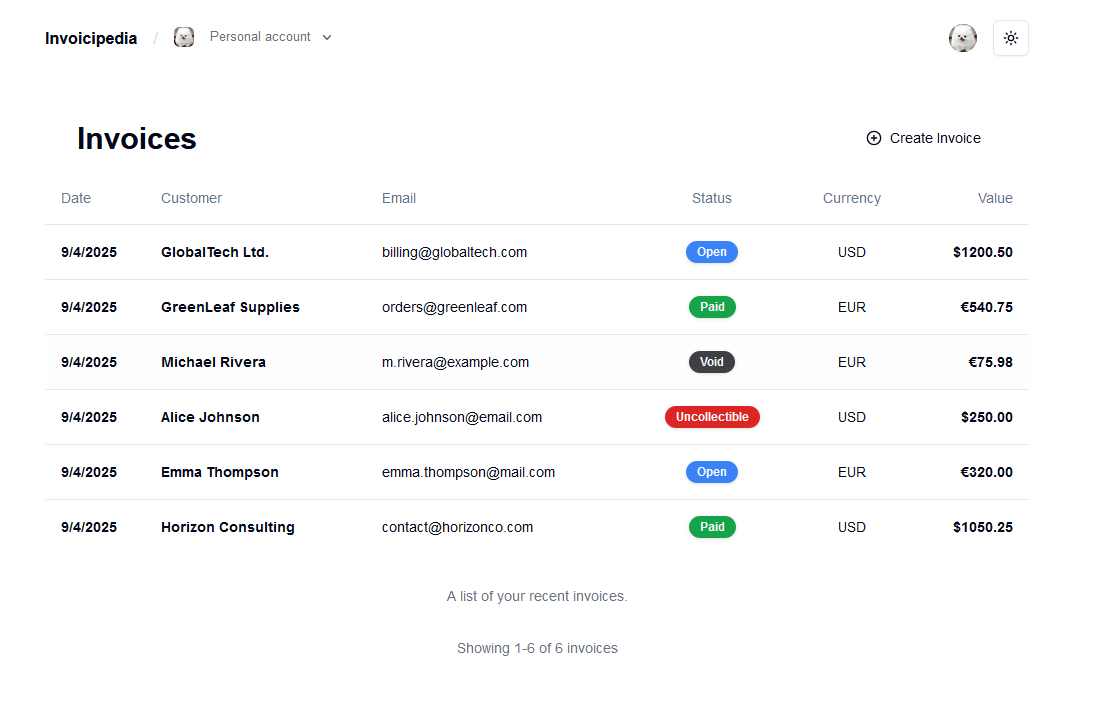 Invoicipedia / Personal account
Invoices
Create Invoice
Date Customer Email Status Currency Value
9/4/2025 GlobalTech Ltd. billing@globaltech.com Open USD $1200.50
9/4/2025 GreenLeaf Supplies orders@greenleaf.com Paid EUR €540.75
9/4/2025 Michael Rivera m.rivera@example.com Void EUR €75.98
9/4/2025 Alice Johnson alice.johnson@email.com Uncollectible USD $250.00
9/4/2025 Emma Thompson emma.thompson@mail.com Open EUR €320.00
9/4/2025 Horizon Consulting contact@horizonco.com Paid USD $1050.25
A list of your recent invoices.
Showing 1-6 of 6 invoices